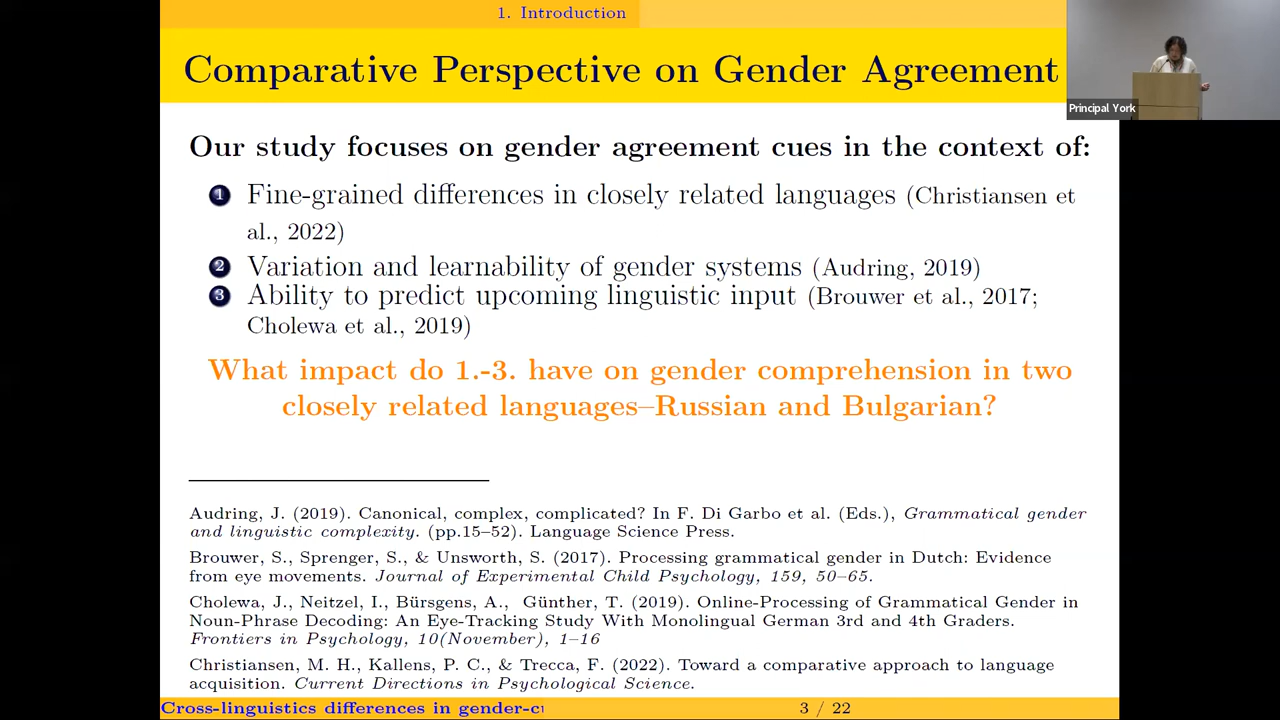 1. Introduction
Comparative Perspective on Gender Agreement
Principal York
Our study focuses on gender agreement cues in the context of:
1 Fine-grained differences in closely related languages (Christiansen et
al., 2022)
2 Variation and learnability of gender systems (Audring, 2019)
3 Ability to predict upcoming linguistic input (Brouwer et al., 2017;
Cholewa et al., 2019)
What impact do 1.-3. have on gender comprehension in two
closely related languages–Russian and Bulgarian?
Audring, J. (2019). Canonical, complex, complicated? In F. Di Garbo et al. (Eds.), Grammatical gender
and linguistic complexity. (pp.15–52). Language Science Press.
Brouwer, S., Sprenger, S., & Unsworth, S. (2017). Processing grammatical gender in Dutch: Evidence
from eye movements. Journal of Experimental Child Psychology, 159, 50–65.
Cholewa, J., Neitzel, I., Bürsgens, A., Günther, T. (2019). Online-Processing of Grammatical Gender in
Noun-Phrase Decoding: An Eye-Tracking Study With Monolingual German 3rd and 4th Graders.
Frontiers in Psychology, 10(November), 1–16
Christiansen, M. H., Kallens, P. C., & Trecca, F. (2022). Toward a comparative approach to language
acquisition. Current Directions in Psychological Science.
Cross-linguistics differences in gender-cu
3 / 22